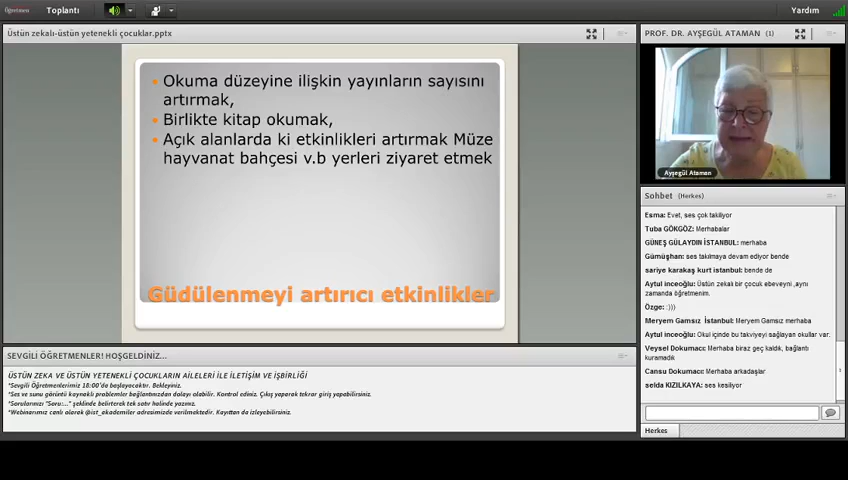 Öğretmen Toplantı Yardım
Üstün zekalı-üstün yetenekli çocuklar.pptx
• Okuma düzeyine ilişkin yayınların sayısını
artırmak,
• Birlikte kitap okumak,
• Açık alanlarda ki etkinlikleri artırmak Müze
hayvanat bahçesi v.b yerleri ziyaret etmek
Güdülenmeyi artırıcı etkinlikler
SEVGİLİ ÖĞRETMENLER! HOŞGELDİNİZ...
ÜSTÜN ZEKA VE ÜSTÜN YETENEKLİ ÇOCUKLARIN AİLELERİ İLE İLETİŞİM VE İŞBİRLİĞİ
*Sevgili Öğretmenlerimiz 18:00'de başlayacaktır. Bekleyiniz.
*Ses ve sunu görüntü kaynaklı problemler bağlantınızdan dolayı olabilir. Kontrol ediniz. Çıkış yaparak tekrar giriş yapabilirsiniz.
*Sorularınızı "Soru:..." şeklinde belirterek tek satır halinde yazınız.
*Webinarımız canlı olarak @ist_akademiler adresimizde verilmektedir. Kayıttan da izleyebilirsiniz.
PROF. DR. AYŞEGÜL ATAMAN (1)
Ayşegül Ataman
Sohbet (Herkes)
Esma: Evet, ses çok takılıyor
Tuba GÖKGÖZ: Merhabalar
GÜNEŞ GÜLAYDIN İSTANBUL: merhaba
Gümüşhan: ses takılmaya devam ediyor bende
sariye karakaş kurt istanbul: bende de
Aytul inceoğlu: Üstün zekalı bir çocuk ebeveyni ,aynı
zamanda öğretmenim.
Özge: :)))
Meryem Gamsız İstanbul: Meryem Gamsız merhaba
Aytul inceoğlu: Okul içinde bu takviyeyi sağlayan okullar var.
Veysel Dokumacı: Merhaba biraz geç kaldık, bağlantı
kuramadık
Cansu Dokumacı: Merhaba arkadaşlar
selda KIZILKAYA: ses kesiliyor
Herkes